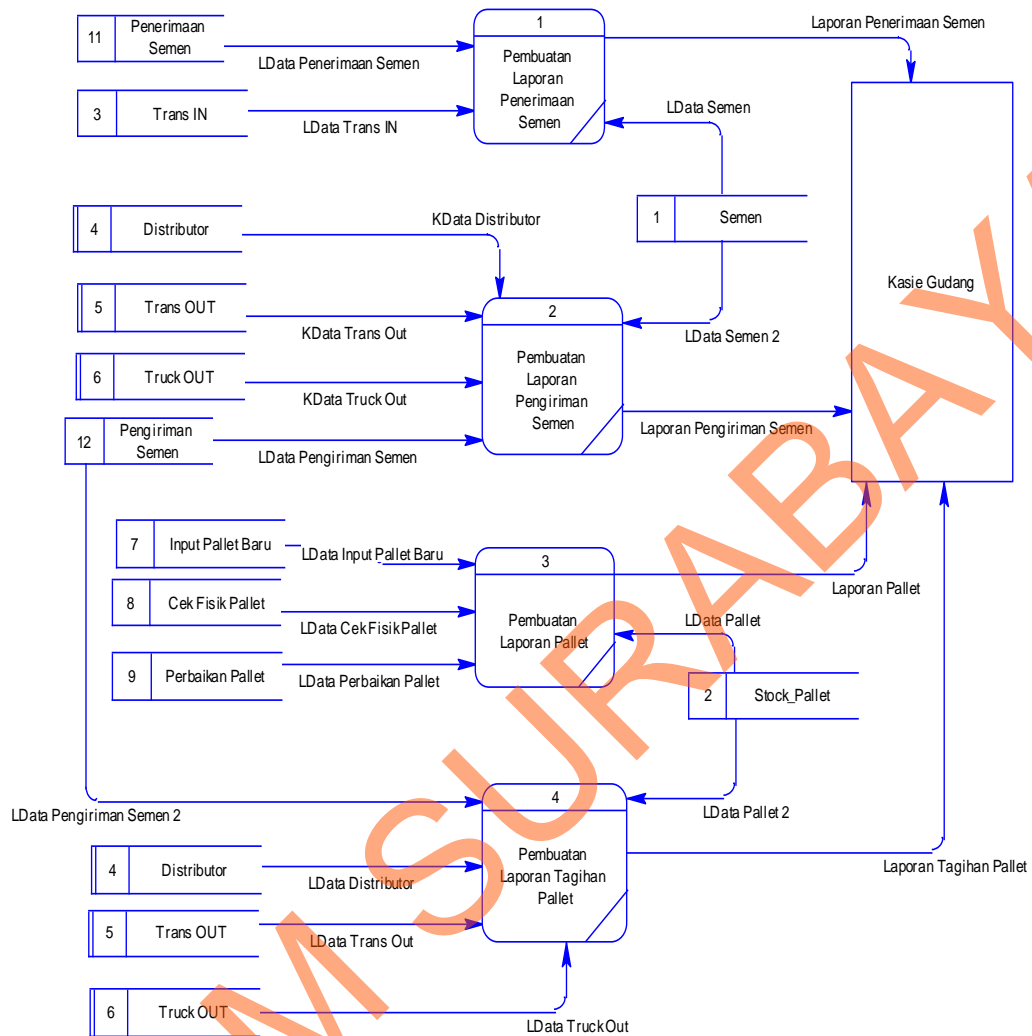 11
Penerimaan
Semen
LData Penerimaan Semen
1
Pembuatan
Laporan
Penerimaan
Semen
Laporan Penerimaan Semen
3
Trans IN
LData Trans IN
LData Semen
1
Semen
4
Distributor
KData Distributor
Kasie Gudang
5
Trans OUT
KData Trans Out
2
Pembuatan
Laporan
Pengiriman
Semen
LData Semen 2
6
Truck OUT
KData Truck Out
Laporan Pengiriman Semen
12
Pengiriman
Semen
LData Pengiriman Semen
7
Input Pallet Baru
LData Input Pallet Baru
3
Pembuatan
Laporan Pallet
Laporan Pallet
8
Cek Fisik Pallet
LData Cek Fisik Pallet
LData Pallet
9
Perbaikan Pallet
LData Perbaikan Pallet
2
Stock_Pallet
LData Pengiriman Semen 2
4
Pembuatan
Laporan Tagihan
Pallet
LData Pallet 2
4
Distributor
LData Distributor
Laporan Tagihan Pallet
5
Trans OUT
LData Trans Out
6
Truck OUT
LData Truck Out
M SURABAY